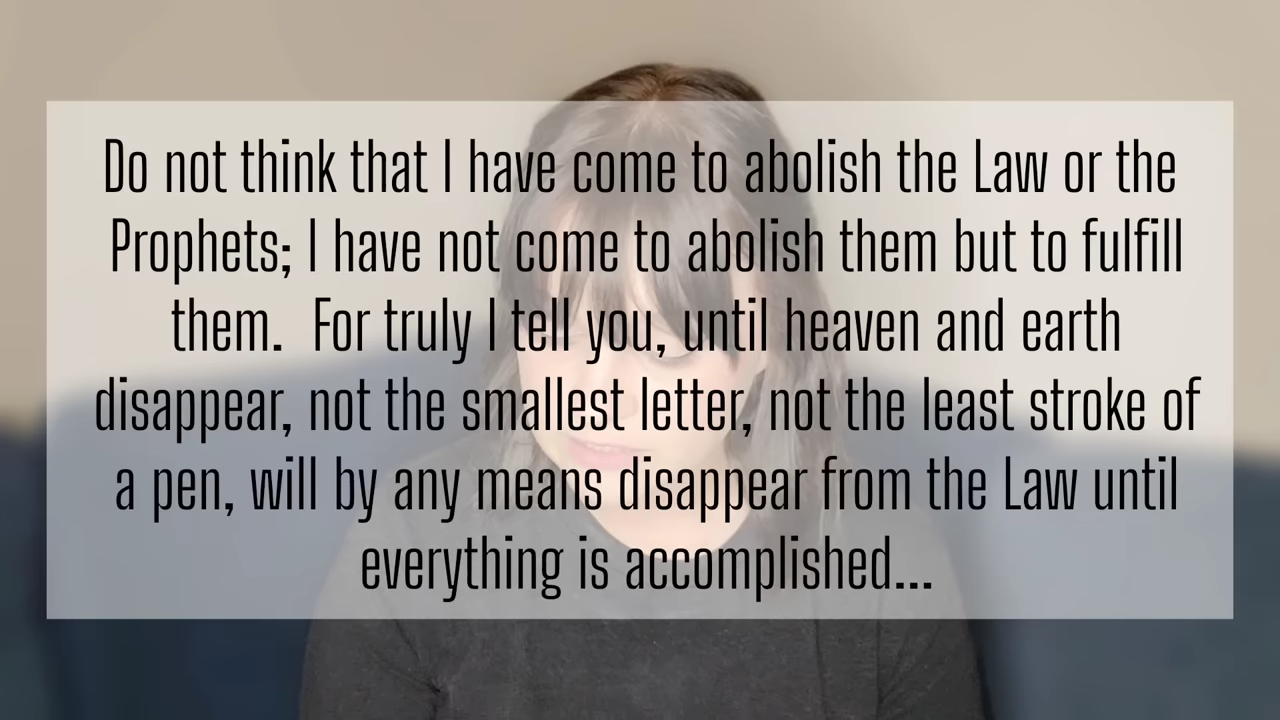 Do not think that I have come to abolish the Law or the
Prophets; I have not come to abolish them but to fulfill
them.  For truly I tell you, until heaven and earth
disappear, not the smallest letter, not the least stroke of
a pen, will by any means disappear from the Law until
everything is accomplished...